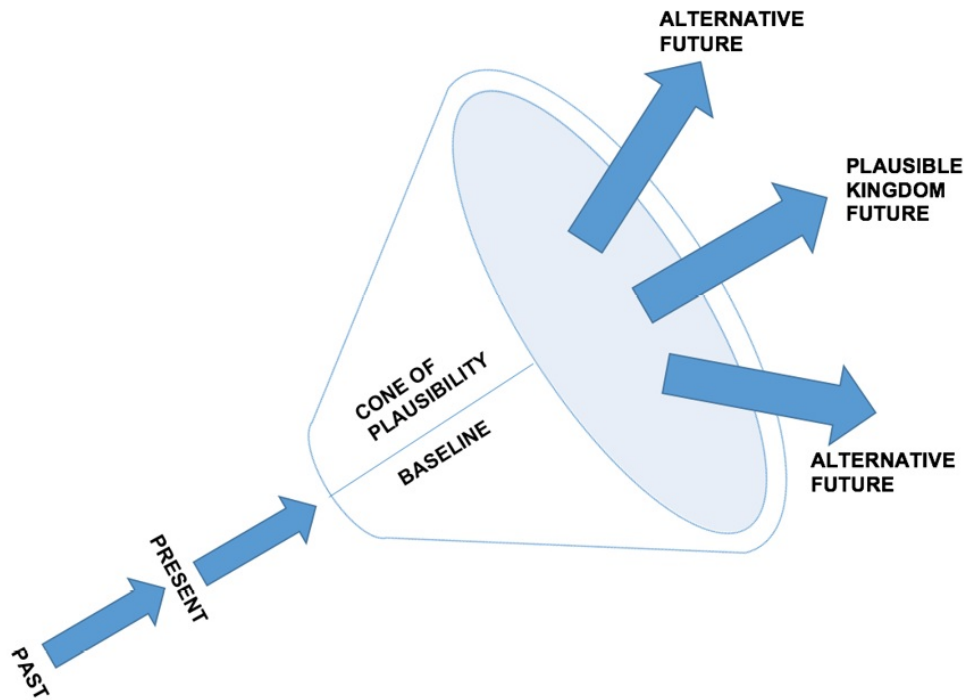 ALTERNATIVE
FUTURE
PLAUSIBLE
KINGDOM
FUTURE
CONE OF
PLAUSIBILITY
BASELINE
ALTERNATIVE
FUTURE
PRESENT
PAST